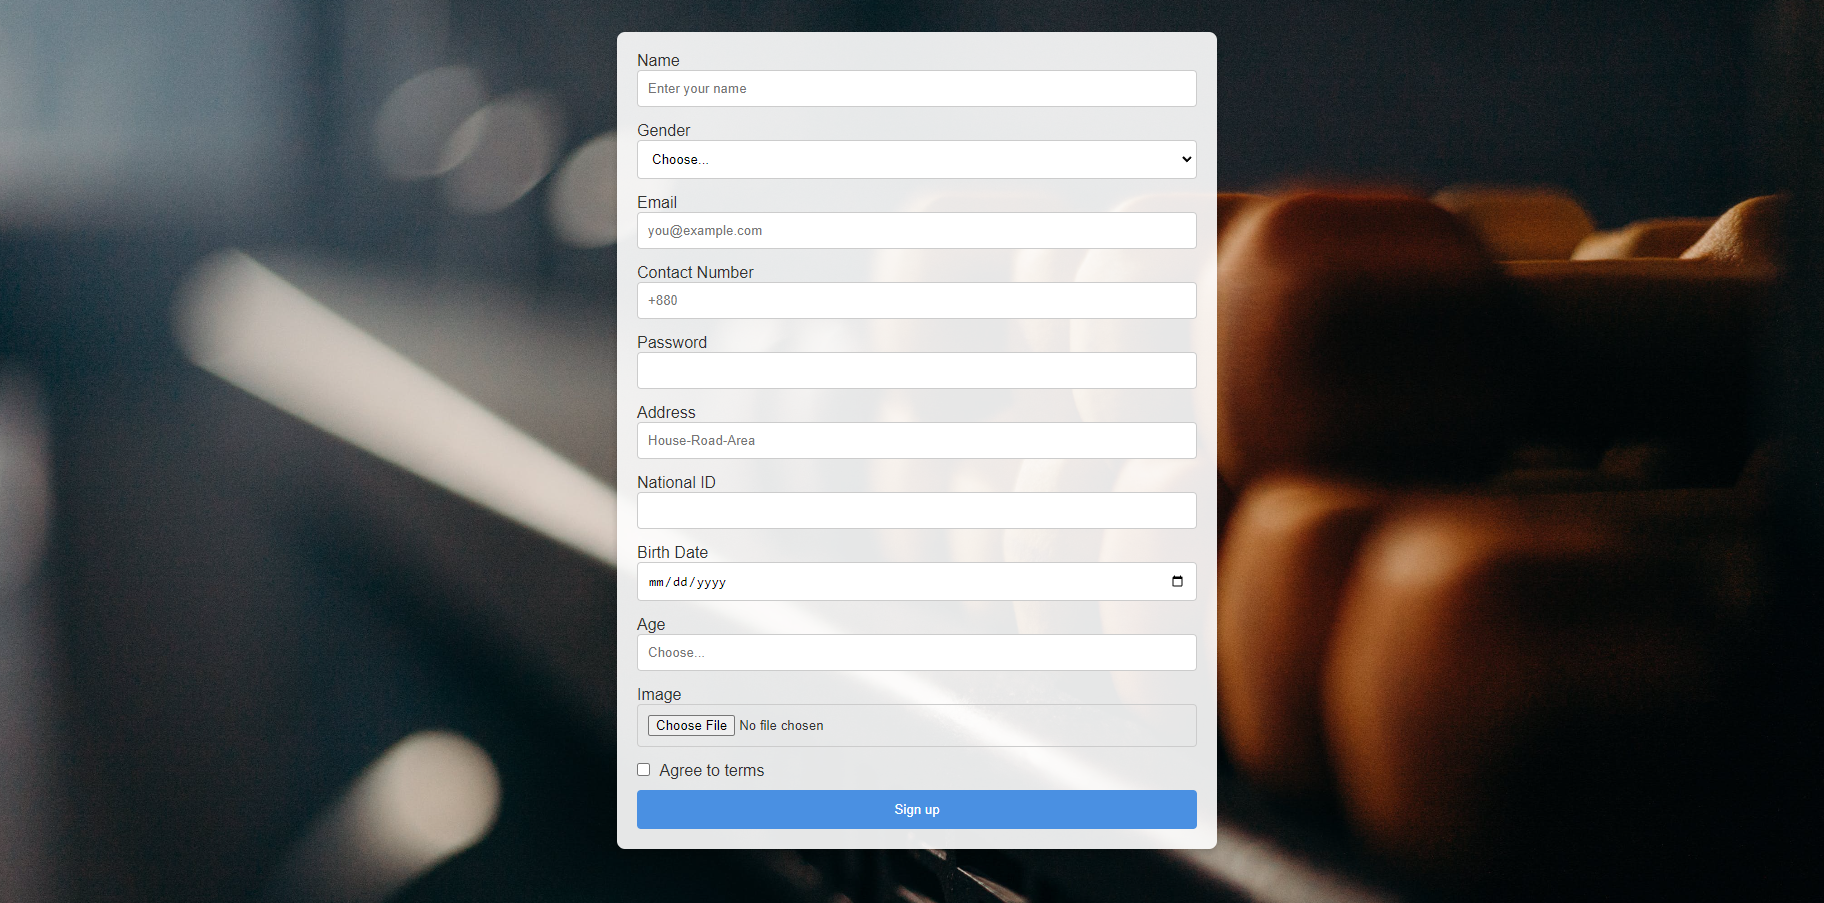 Name
Enter your name
Gender
Choose...
Email
you@example.com
Contact Number
+880
Password
Address
House-Road-Area
National ID
Birth Date
mm/dd/yyyy
Age
Choose...
Image
Choose File No file chosen
Agree to terms
Sign up